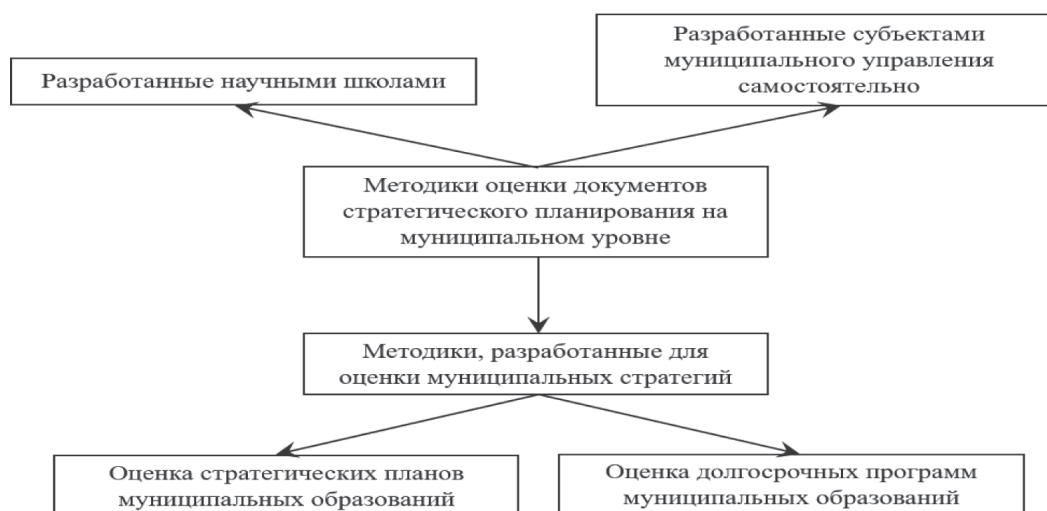 Разработанные научными школами
Разработанные субъектами
муниципального управления
самостоятельно
Методики оценки документов
стратегического планирования на
муниципальном уровне
Методики, разработанные для
оценки муниципальных стратегий
Оценка стратегических планов
муниципальных образований
Оценка долгосрочных программ
муниципальных образований